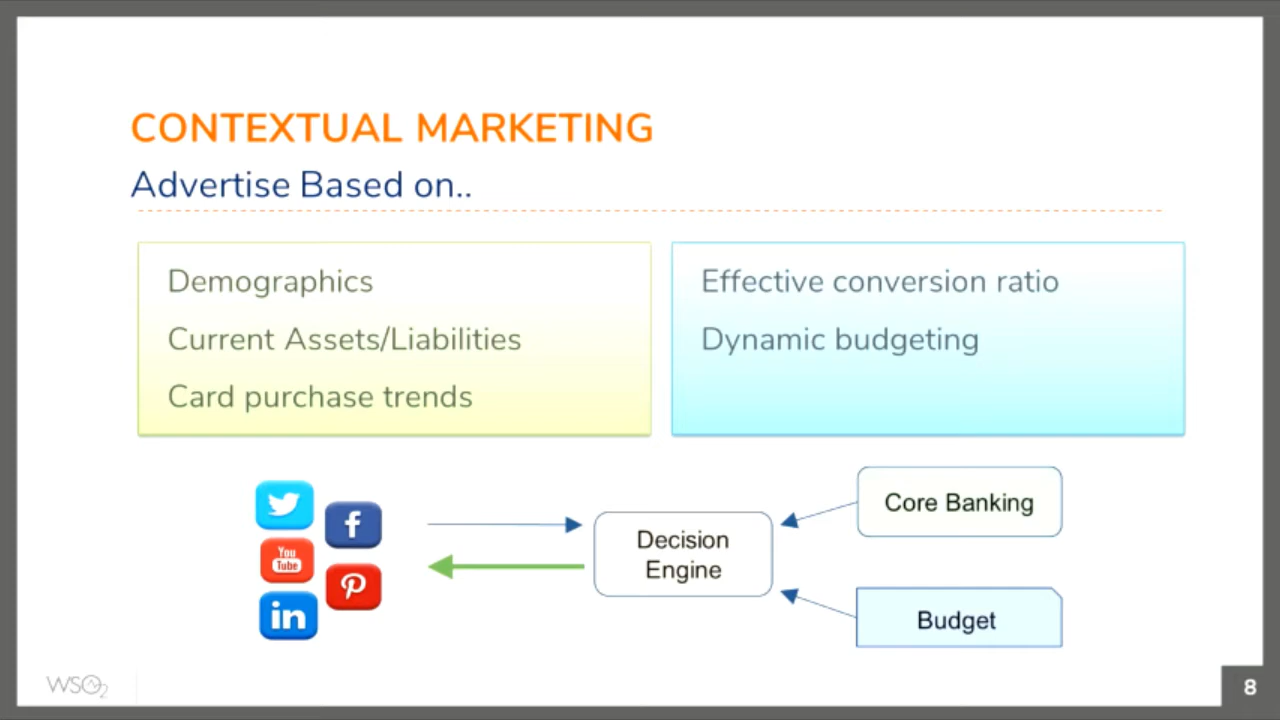 CONTEXTUAL MARKETING
Advertise Based on..
Demographics
Current Assets/Liabilities
Card purchase trends
Effective conversion ratio
Dynamic budgeting
f
You
Tube
in
Decision
Engine
Core Banking
Budget
WSO2
8